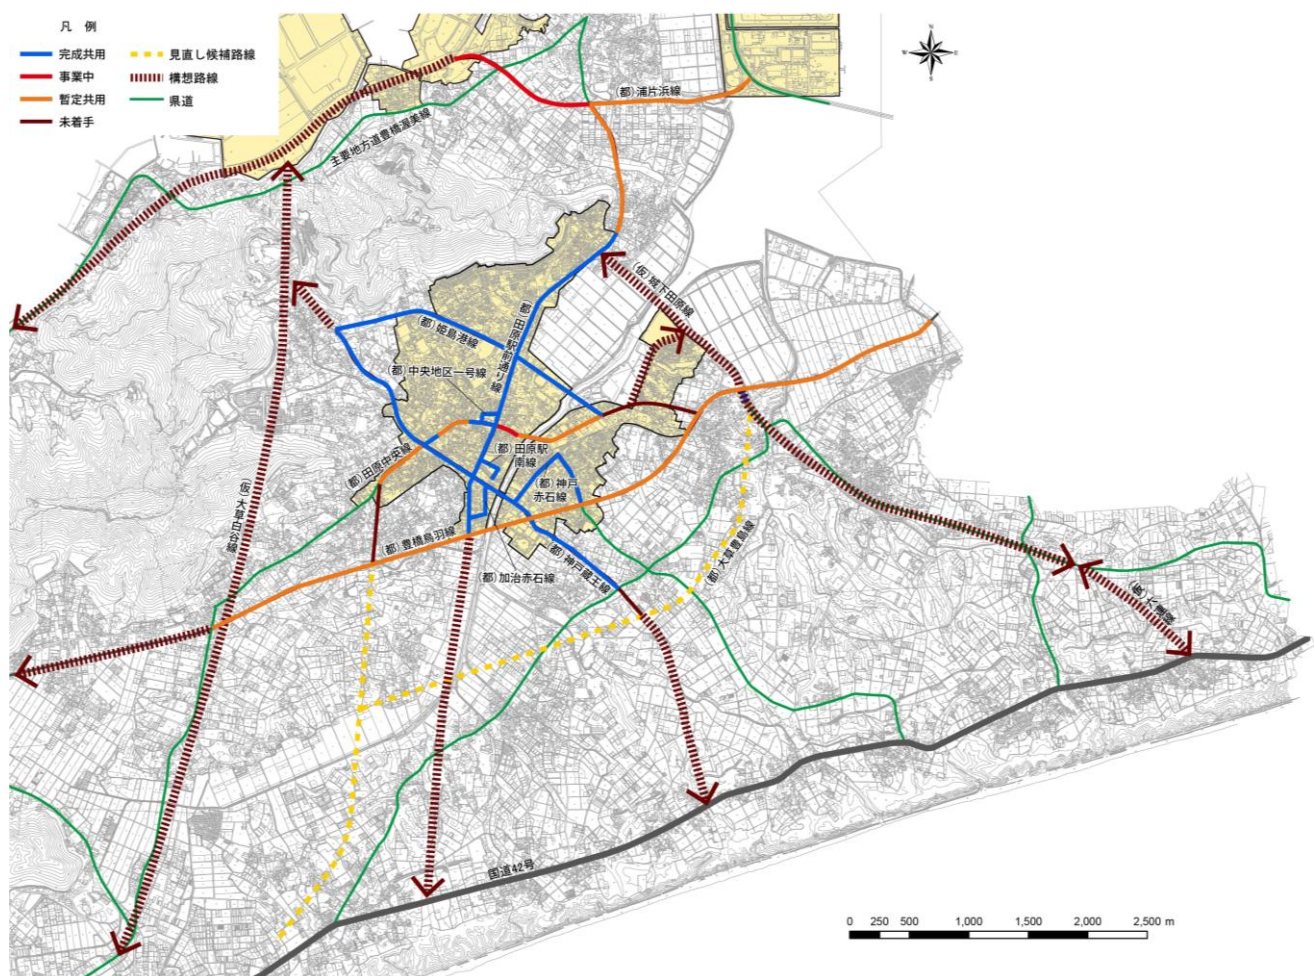 凡 例
完成共用
事業中
暫定共用
未着手
見直し候補路線
構想路線
県道
N
W
E
S
(都)浦片浜線
主要地方道豊橋渥美線
(仮)城下田原線
(都)田原駅前通り線
(都)姫島港線
(都)中央地区一号線
(都)田原駅
南線
(都)田原中央線
(都)神戸
赤石線
(仮)大草白谷線
(都)豊橋鳥羽線
(都)大草豊島線
(都)神戸蔵王線
(都)加治赤石線
国道42号
0 250 500 1,000 1,500 2,000 2,500 m